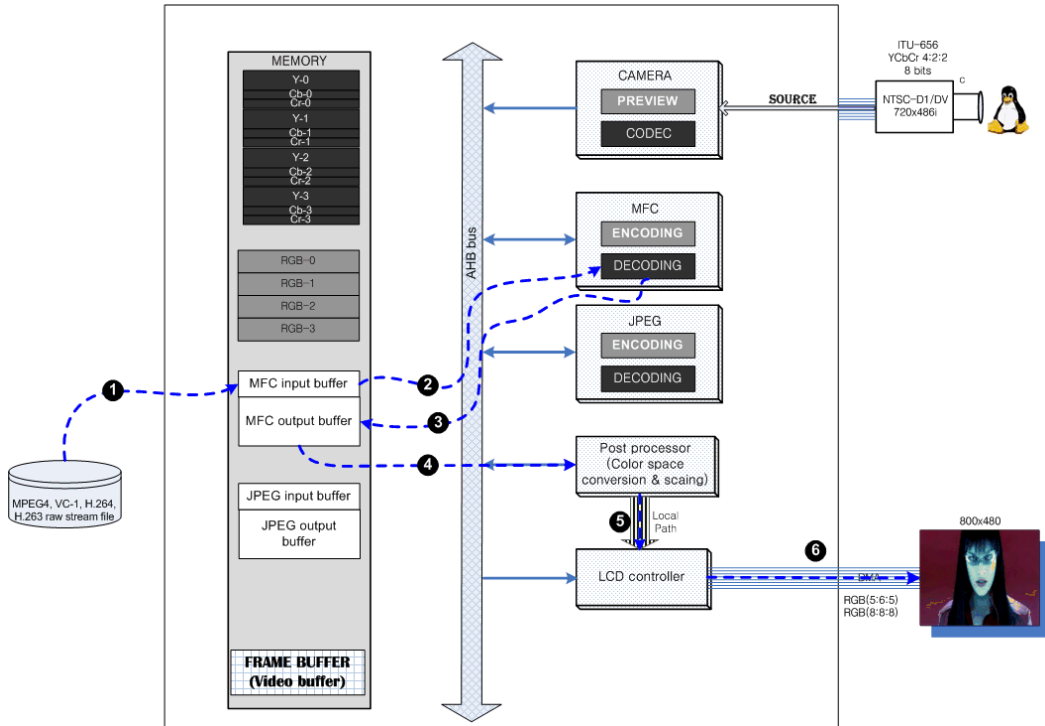 MEMORY
Y-0
Cb-0
Cr-0
Y-1
Cb-1
Cr-1
Y-2
Cb-2
Cr-2
Y-3
Cb-3
Cr-3
RGB-0
RGB-1
RGB-2
RGB-3
MFC input buffer
MFC output buffer
JPEG input buffer
JPEG output
buffer
FRAME BUFFER
(Video buffer)
AHB bus
CAMERA
PREVIEW
CODEC
SOURCE
ITU-656
YCbCr 4:2:2
8 bits
C
NTSC-D1/DV
720x486i
MFC
ENCODING
DECODING
JPEG
ENCODING
DECODING
1
2
3
4
MPEG4, VC-1, H.264,
H.263 raw stream file
Post processor
(Color space
conversion & scaing)
5
Local
Path
LCD controller
6
800x480
DMA
RGB(5:6:5)
RGB(8:8:8)